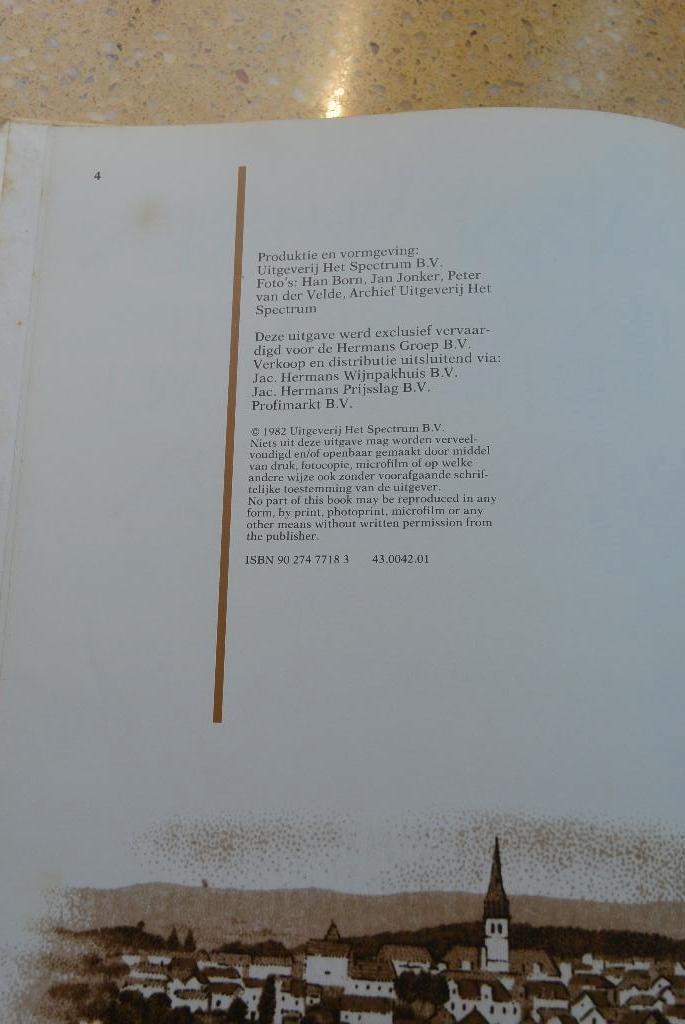 4
Produktie en vormgeving:
Uitgeverij Het Spectrum B.V.
Foto's: Han Born, Jan Jonker, Peter
van der Velde, Archief Uitgeverij Het
Spectrum
Deze uitgave werd exclusief vervaar-
digd voor de Hermans Groep B.V.
Verkoop en distributie uitsluitend via:
Jac. Hermans Wijnpakhuis B.V.
Jac. Hermans Prijsslag B.V.
Profimarkt B.V.
© 1982 Uitgeverij Het Spectrum B.V.
Niets uit deze uitgave mag worden verveel-
voudigd en/of openbaar gemaakt door middel
van druk, fotocopie, microfilm of op welke
andere wijze ook zonder voorafgaande schrif-
telijke toestemming van de uitgever.
No part of this book may be reproduced in any
form, by print, photoprint, microfilm or any
other means without written permission from
the publisher.
ISBN 90 274 7718 3 43.0042.01